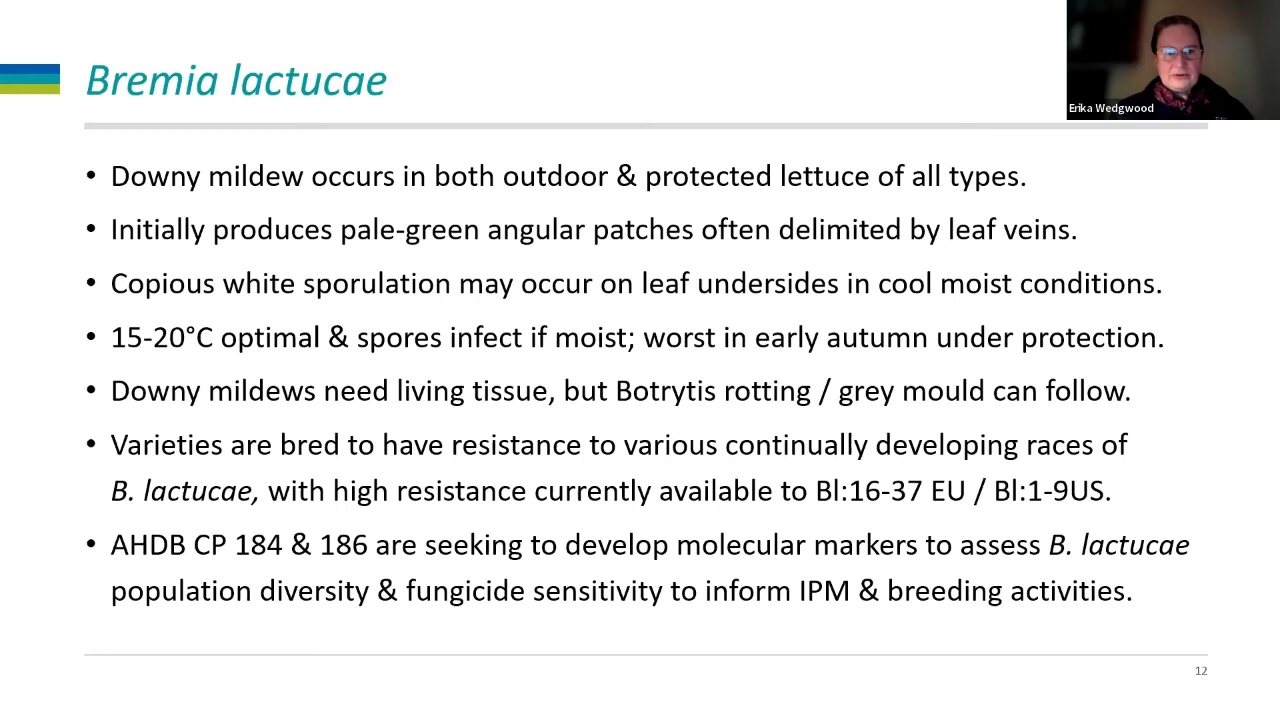 Bremia lactucae
Erika Wedgwood
• Downy mildew occurs in both outdoor & protected lettuce of all types.
• Initially produces pale-green angular patches often delimited by leaf veins.
• Copious white sporulation may occur on leaf undersides in cool moist conditions.
• 15-20°C optimal & spores infect if moist; worst in early autumn under protection.
• Downy mildews need living tissue, but Botrytis rotting / grey mould can follow.
• Varieties are bred to have resistance to various continually developing races of
B. lactucae, with high resistance currently available to Bl:16-37 EU / Bl:1-9US.
• AHDB CP 184 & 186 are seeking to develop molecular markers to assess B. lactucae
population diversity & fungicide sensitivity to inform IPM & breeding activities.
12